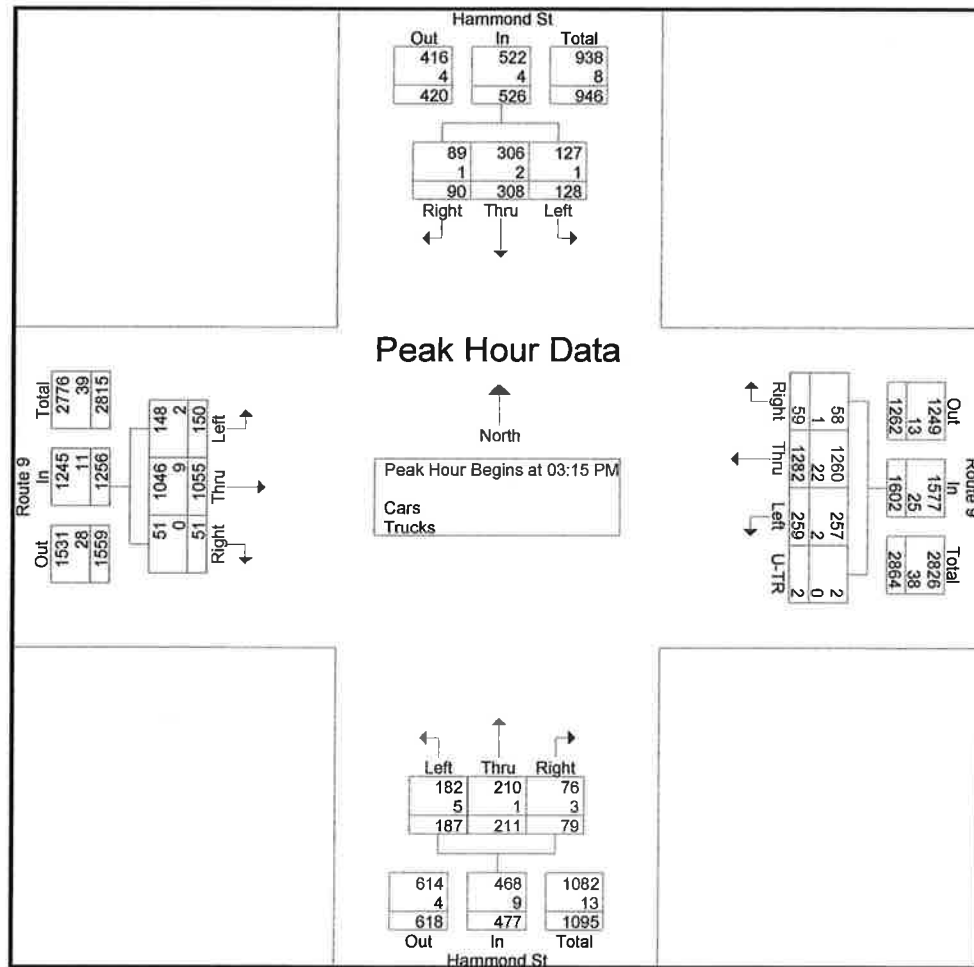 Hammond St
Out In Total
416 522 938
4 4 8
420 526 946
89 306 127
1 2 1
90 308 128
Right Thru Left
Peak Hour Data
North
Peak Hour Begins at 03:15 PM
Cars
Trucks
Route 9
Total In Out
2776 1245 1531
39 11 28
2815 1256 1559
148 1046 51
2 9 0
150 1055 51
Left Thru Right
Route 9
Out In Total
1249 1577 2826
13 25 38
1262 1602 2864
58 1260 257 2
1 22 2 0
59 1282 259 2
Right Thru Left U-TR
Left Thru Right
182 210 76
5 1 3
187 211 79
614 468 1082
4 9 13
618 477 1095
Out In Total
Hammond St